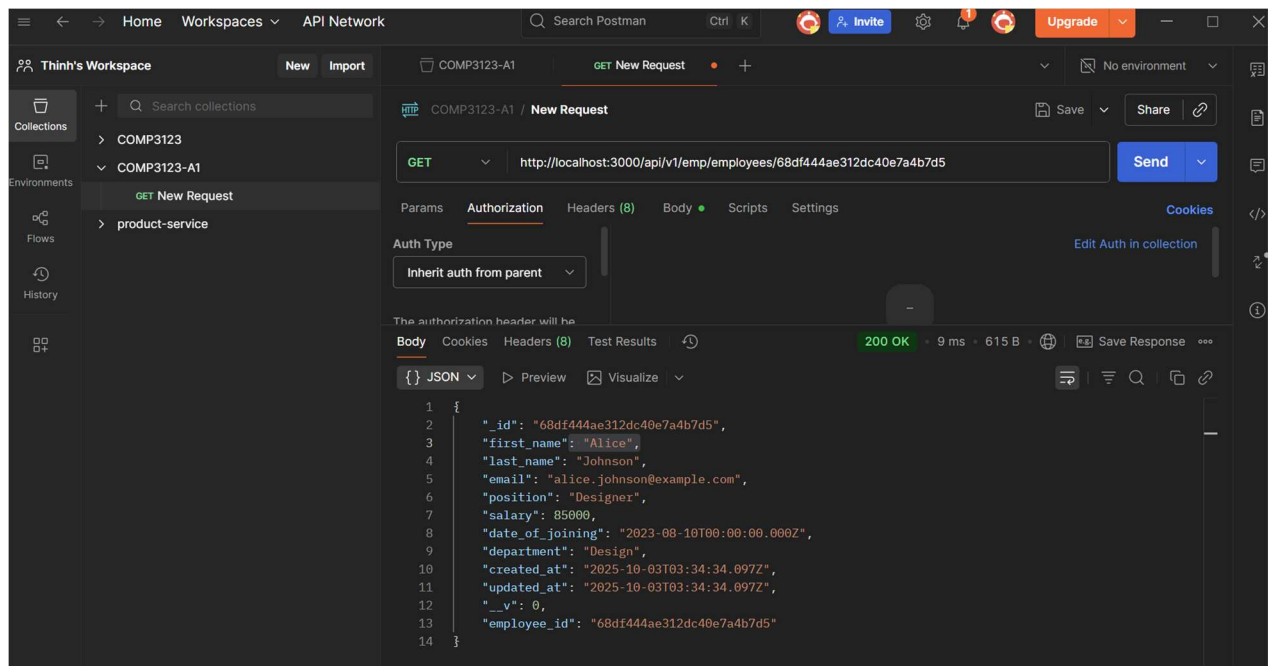 Home Workspaces API Network Search Postman Ctrl K Invite 1 Upgrade
Thinh's Workspace New Import COMP3123-A1 GET New Request No environment
Collections
Environments
Flows
History
Search collections
COMP3123
COMP3123-A1
GET New Request
product-service
HTTP COMP3123-A1 / New Request Save Share
GET http://localhost:3000/api/v1/emp/employees/68df444ae312dc40e7a4b7d5 Send
Params Authorization Headers (8) Body Scripts Settings Cookies
Auth Type Edit Auth in collection
Inherit auth from parent
The authorization header will be
Body Cookies Headers (8) Test Results 200 OK 9 ms 615 B e.g. Save Response
{} JSON Preview Visualize
1 {
2 "_id": "68df444ae312dc40e7a4b7d5",
3 "first_name": "Alice",
4 "last_name": "Johnson",
5 "email": "alice.johnson@example.com",
6 "position": "Designer",
7 "salary": 85000,
8 "date_of_joining": "2023-08-10T00:00:00.000Z",
9 "department": "Design",
10 "created_at": "2025-10-03T03:34:34.097Z",
11 "updated_at": "2025-10-03T03:34:34.097Z",
12 "__v": 0,
13 "employee_id": "68df444ae312dc40e7a4b7d5"
14 }